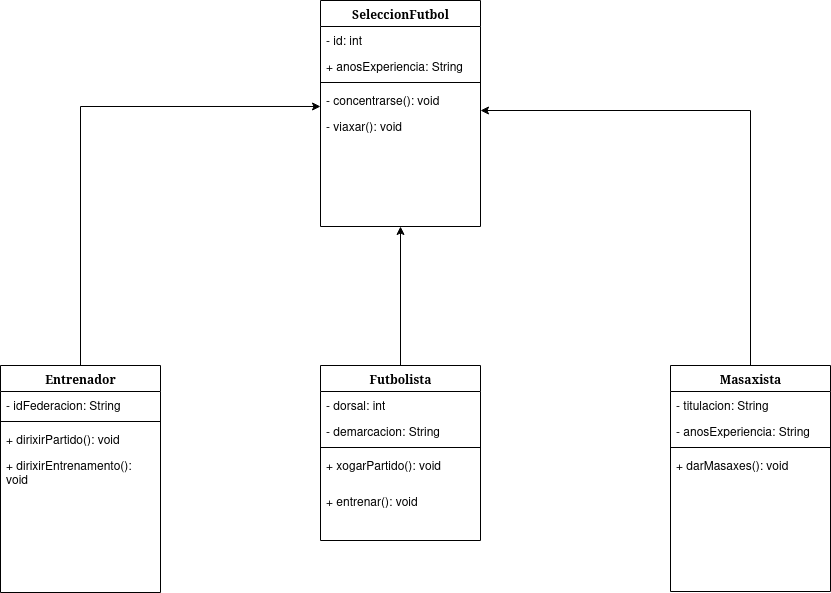 SeleccionFutbol
- id: int
+ anosExperiencia: String
- concentrarse(): void
- viaxar(): void
Entrenador
- idFederacion: String
+ dirixirPartido(): void
+ dirixirEntrenamento():
void
Futbolista
- dorsal: int
- demarcacion: String
+ xogarPartido(): void
+ entrenar(): void
Masaxista
- titulacion: String
- anosExperiencia: String
+ darMasaxes(): void